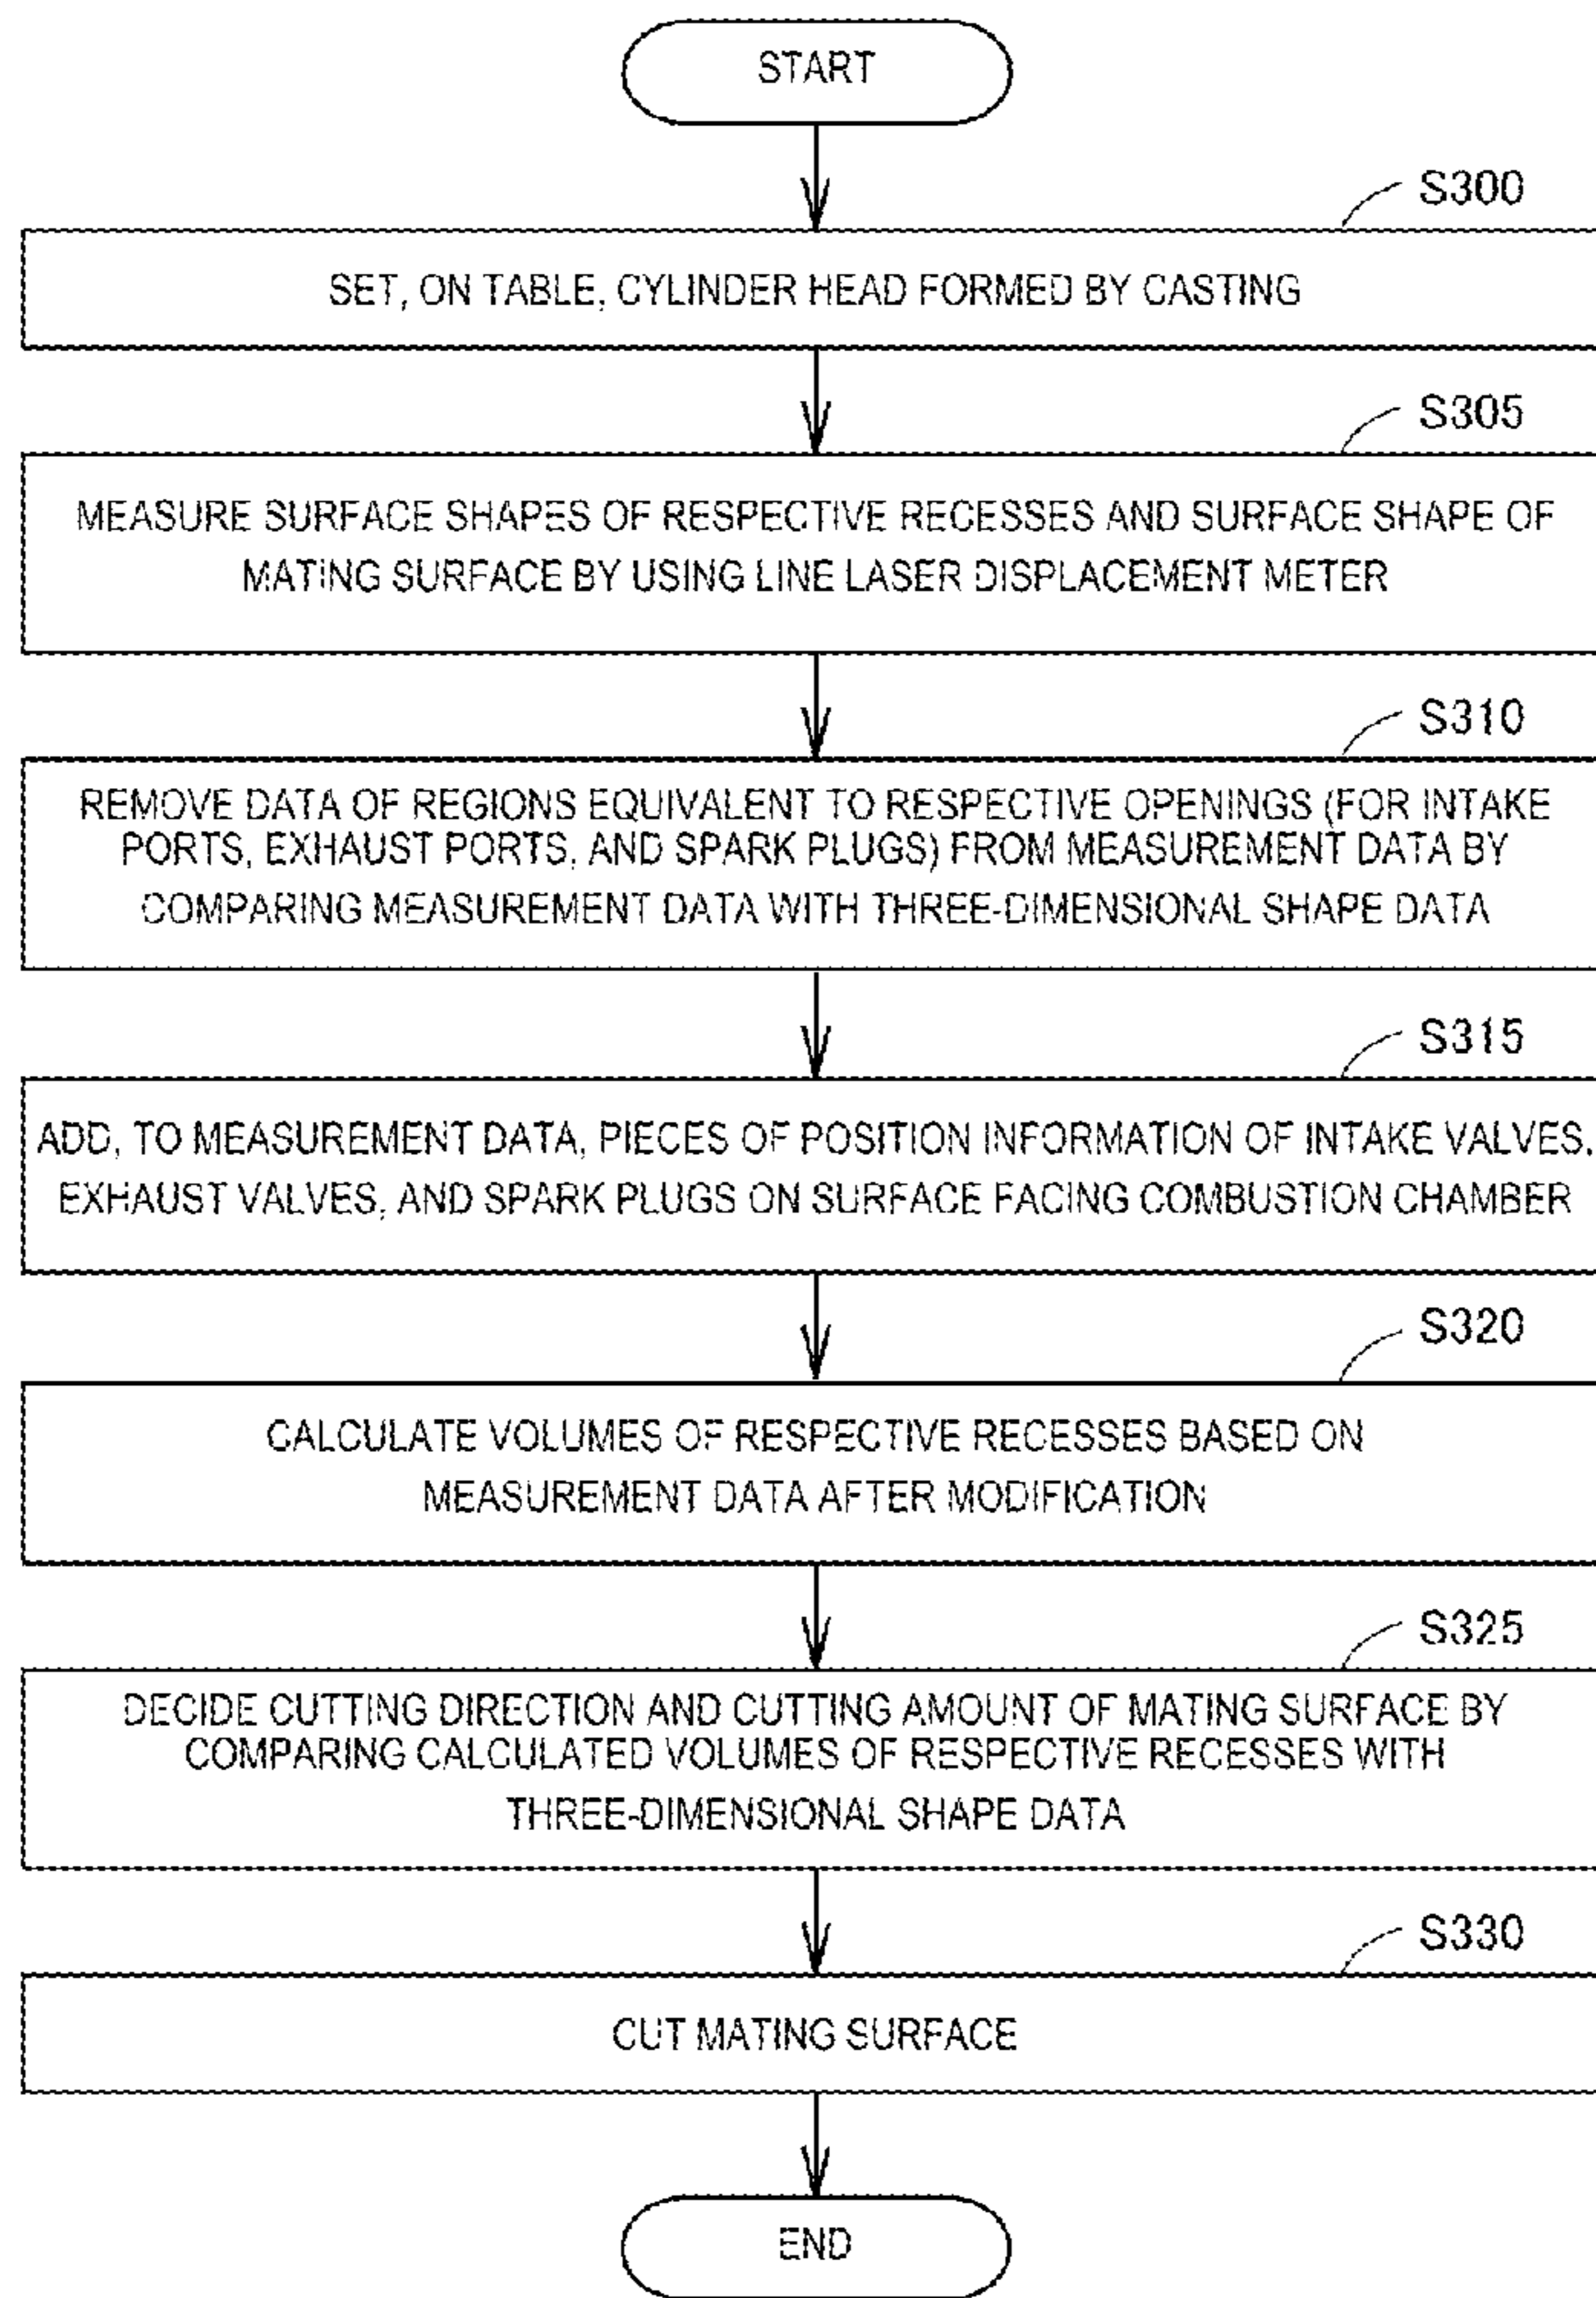 START
S300
SET, ON TABLE, CYLINDER HEAD FORMED BY CASTING
S305
MEASURE SURFACE SHAPES OF RESPECTIVE RECESSES AND SURFACE SHAPE OF
MATING SURFACE BY USING LINE LASER DISPLACEMENT METER
S310
REMOVE DATA OF REGIONS EQUIVALENT TO RESPECTIVE OPENINGS (FOR INTAKE
PORTS, EXHAUST PORTS, AND SPARK PLUGS) FROM MEASUREMENT DATA BY
COMPARING MEASUREMENT DATA WITH THREE-DIMENSIONAL SHAPE DATA
S315
ADD, TO MEASUREMENT DATA, PIECES OF POSITION INFORMATION OF INTAKE VALVES,
EXHAUST VALVES, AND SPARK PLUGS ON SURFACE FACING COMBUSTION CHAMBER
S320
CALCULATE VOLUMES OF RESPECTIVE RECESSES BASED ON
MEASUREMENT DATA AFTER MODIFICATION
S325
DECIDE CUTTING DIRECTION AND CUTTING AMOUNT OF MATING SURFACE BY
COMPARING CALCULATED VOLUMES OF RESPECTIVE RECESSES WITH
THREE-DIMENSIONAL SHAPE DATA
S330
CUT MATING SURFACE
END